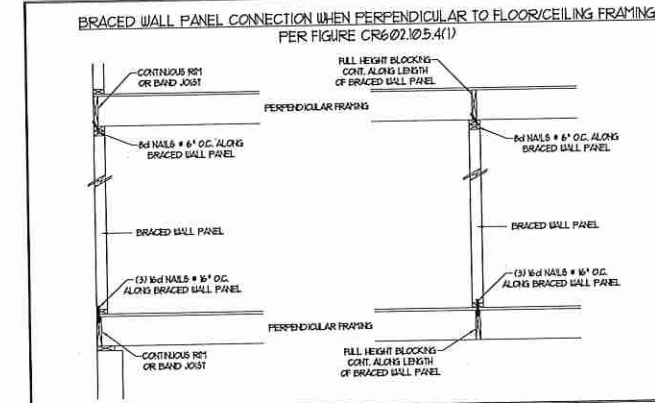 BRACED WALL PANEL CONNECTION WHEN PERPENDICULAR TO FLOOR/CEILING FRAMING
PER FIGURE CR602.10.5.4(1)
CONTINUOUS RIM
OR BAND JOIST
PERPENDICULAR FRAMING
8d NAILS @ 6" O.C. ALONG
BRACED WALL PANEL
BRACED WALL PANEL
(3) 16d NAILS @ 16" O.C.
ALONG BRACED WALL PANEL
PERPENDICULAR FRAMING
CONTINUOUS RIM
OR BAND JOIST
FULL HEIGHT BLOCKING
CONT. ALONG LENGTH
OF BRACED WALL PANEL
8d NAILS @ 6" O.C. ALONG
BRACED WALL PANEL
BRACED WALL PANEL
(3) 16d NAILS @ 16" O.C.
ALONG BRACED WALL PANEL
FULL HEIGHT BLOCKING
CONT. ALONG LENGTH
OF BRACED WALL PANEL